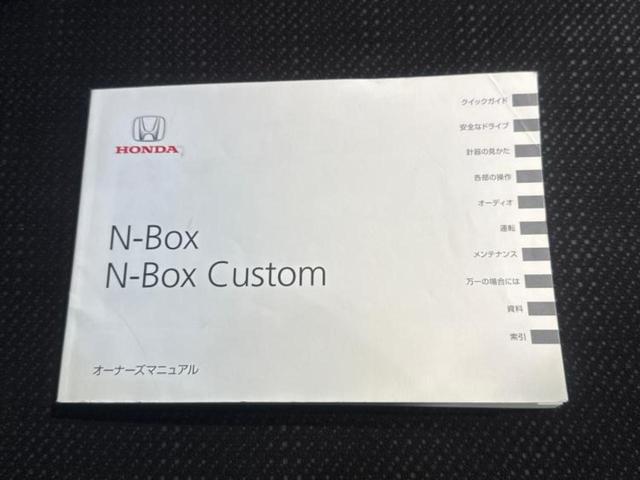 HONDA
N-Box
N-Box Custom
オーナーズマニュアル
クイックガイド
安全なドライブ
計器の見かた
各部の操作
オーディオ
運転
メンテナンス
万一の場合には
資料
索引